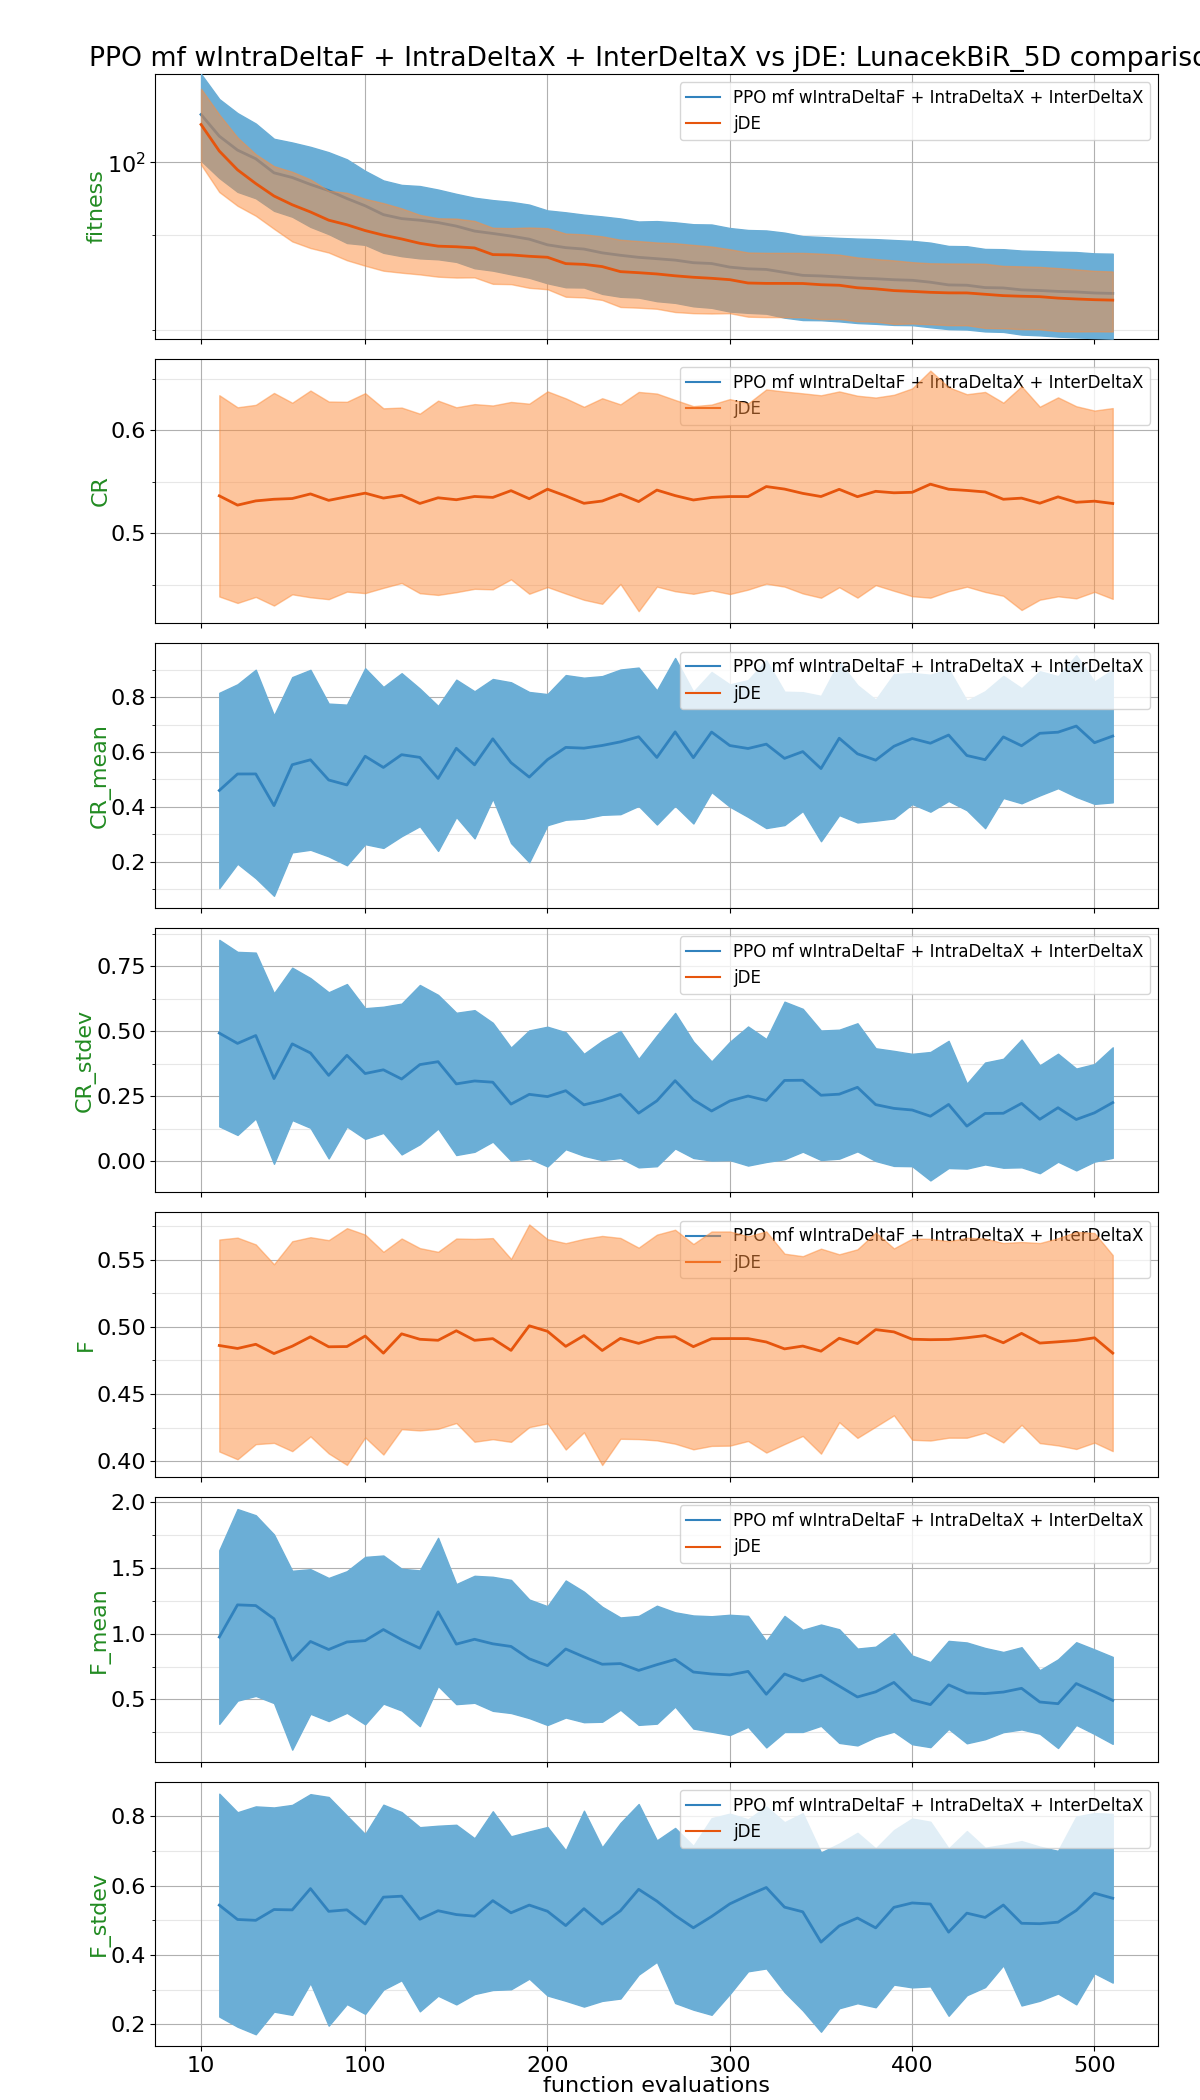 PPO mf wIntraDeltaF + IntraDeltaX + InterDeltaX vs jDE: LunacekBiR_5D comparis
PPO mf wIntraDeltaF + IntraDeltaX + InterDeltaX
jDE
10²
fitness
PPO mf wIntraDeltaF + IntraDeltaX + InterDeltaX
jDE
0.6
0.5
CR
PPO mf wIntraDeltaF + IntraDeltaX + InterDeltaX
jDE
0.8
0.6
0.4
0.2
CR_mean
PPO mf wIntraDeltaF + IntraDeltaX + InterDeltaX
jDE
0.75
0.50
0.25
0.00
CR_stdev
PPO mf wIntraDeltaF + IntraDeltaX + InterDeltaX
jDE
0.55
0.50
0.45
0.40
F
PPO mf wIntraDeltaF + IntraDeltaX + InterDeltaX
jDE
2.0
1.5
1.0
0.5
F_mean
PPO mf wIntraDeltaF + IntraDeltaX + InterDeltaX
jDE
0.8
0.6
0.4
0.2
F_stdev
10 100 200 300 400 500
function evaluations